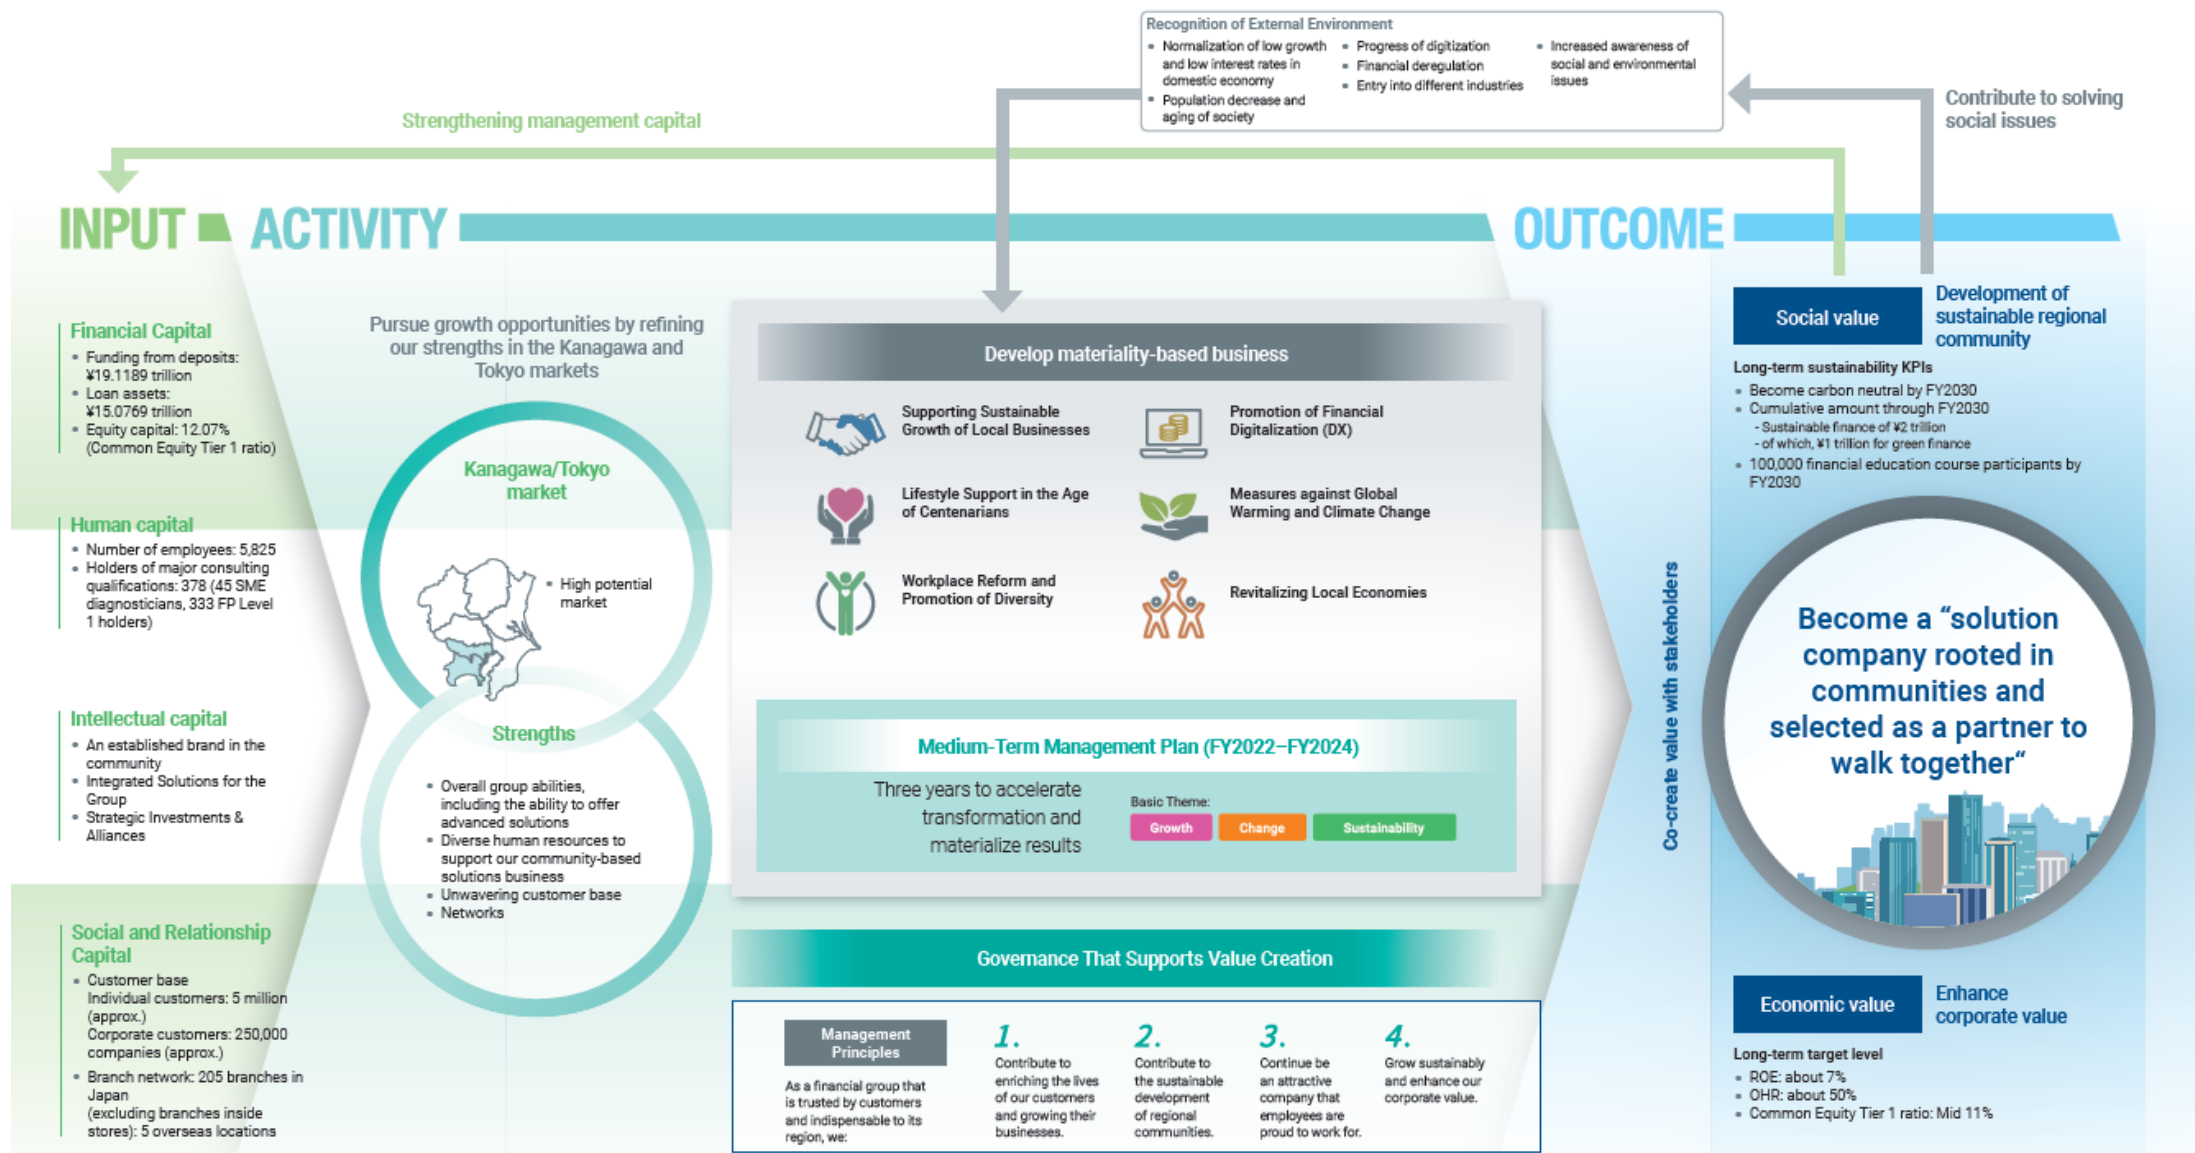 Recognition of External Environment
• Normalization of low growth
and low interest rates in
domestic economy
• Population decrease and
aging of society
• Progress of digitization
• Financial deregulation
• Entry into different industries
• Increased awareness of
social and environmental
issues
Contribute to solving
social issues
Strengthening management capital
INPUT
ACTIVITY
OUTCOME
Financial Capital
• Funding from deposits:
¥19.1189 trillion
• Loan assets:
¥15.0769 trillion
• Equity capital: 12.07%
(Common Equity Tier 1 ratio)
Human capital
• Number of employees: 5,825
• Holders of major consulting
qualifications: 378 (45 SME
diagnosticians, 333 FP Level
1 holders)
Intellectual capital
• An established brand in the
community
• Integrated Solutions for the
Group
• Strategic Investments &
Alliances
Social and Relationship
Capital
• Customer base
Individual customers: 5 million
(approx.)
Corporate customers: 250,000
companies (approx.)
• Branch network: 205 branches in
Japan
(excluding branches inside
stores): 5 overseas locations
Pursue growth opportunities by refining
our strengths in the Kanagawa and
Tokyo markets
Kanagawa/Tokyo
market
• High potential
market
Strengths
• Overall group abilities,
including the ability to offer
advanced solutions
• Diverse human resources to
support our community-based
solutions business
• Unwavering customer base
• Networks
Develop materiality-based business
Supporting Sustainable
Growth of Local Businesses
Promotion of Financial
Digitalization (DX)
Lifestyle Support in the Age
of Centenarians
Measures against Global
Warming and Climate Change
Workplace Reform and
Promotion of Diversity
Revitalizing Local Economies
Medium-Term Management Plan (FY2022–FY2024)
Three years to accelerate
transformation and
materialize results
Basic Theme:
Growth
Change
Sustainability
Governance That Supports Value Creation
Management
Principles
As a financial group that
is trusted by customers
and indispensable to its
region, we:
1.
Contribute to
enriching the lives
of our customers
and growing their
businesses.
2.
Contribute to
the sustainable
development
of regional
communities.
3.
Continue be
an attractive
company that
employees are
proud to work for.
4.
Grow sustainably
and enhance our
corporate value.
Co-create value with stakeholders
Social value
Development of
sustainable regional
community
Long-term sustainability KPIs
• Become carbon neutral by FY2030
• Cumulative amount through FY2030
- Sustainable finance of ¥2 trillion
- of which, ¥1 trillion for green finance
• 100,000 financial education course participants by
FY2030
Become a “solution
company rooted in
communities and
selected as a partner to
walk together“
Economic value
Enhance
corporate value
Long-term target level
• ROE: about 7%
• OHR: about 50%
• Common Equity Tier 1 ratio: Mid 11%